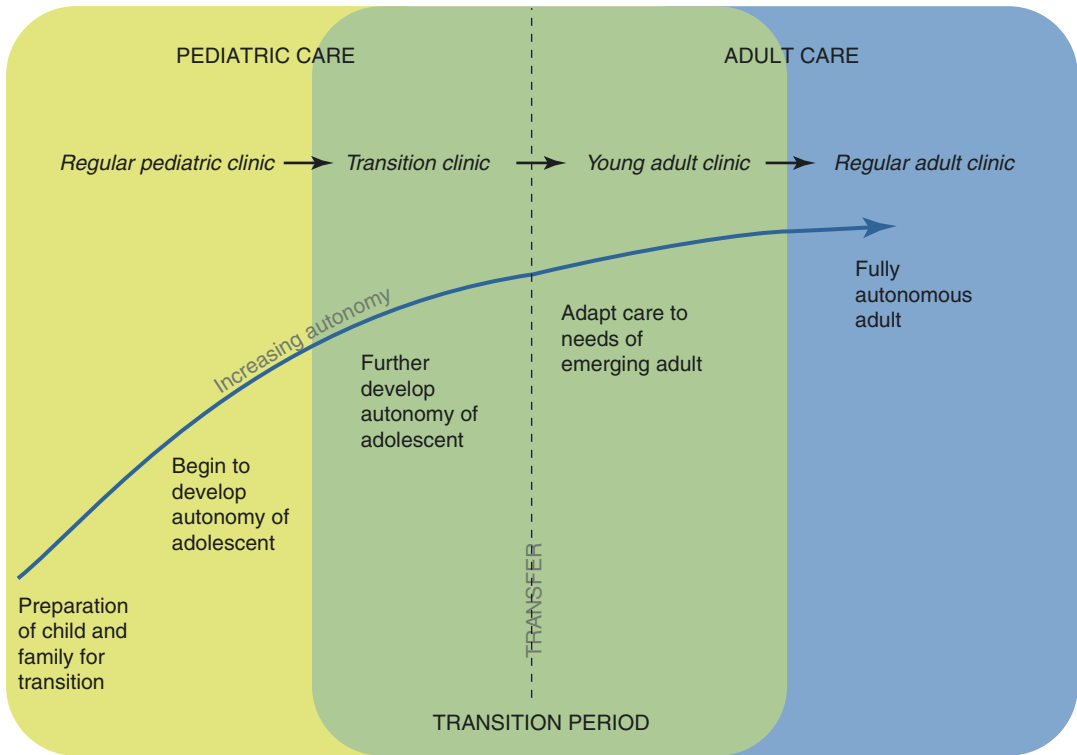 PEDIATRIC CARE
ADULT CARE
Regular pediatric clinic
Transition clinic
Young adult clinic
Regular adult clinic
Increasing autonomy
Fully
autonomous
adult
Adapt care to
needs of
emerging adult
Further
develop
autonomy of
adolescent
Begin to
develop
autonomy of
adolescent
TRANSFER
Preparation
of child and
family for
transition
TRANSITION PERIOD